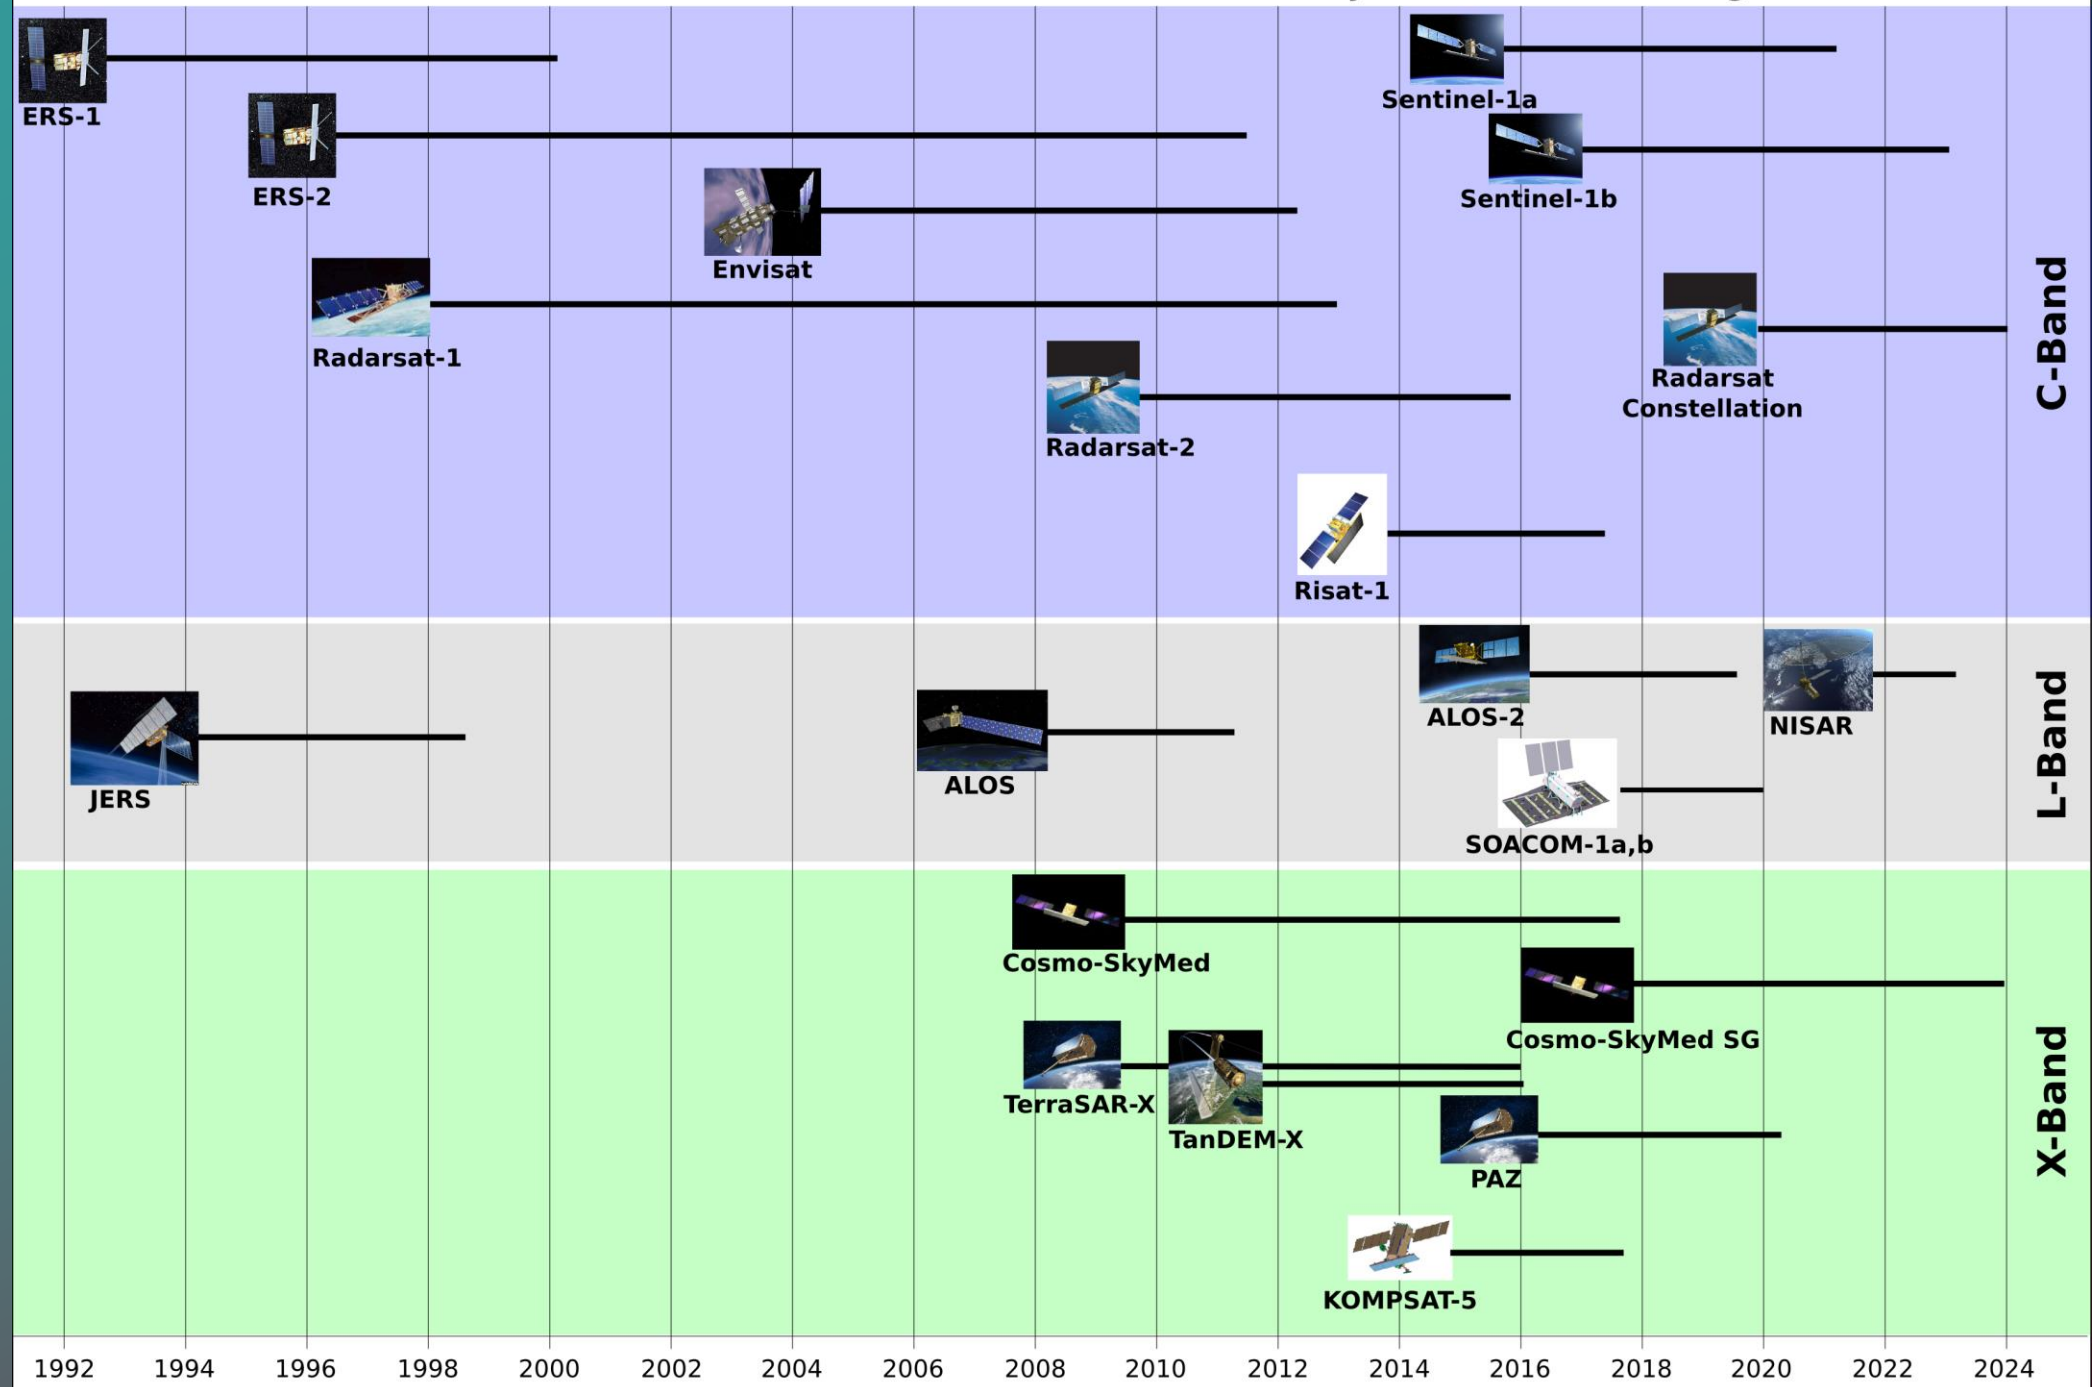 ERS-1
Sentinel-1a
ERS-2
Sentinel-1b
Envisat
Radarsat-1
Radarsat
Constellation
Radarsat-2
Risat-1
C-Band
ALOS-2
NISAR
JERS
ALOS
SOACOM-1a,b
L-Band
Cosmo-SkyMed
Cosmo-SkyMed SG
TerraSAR-X
TanDEM-X
PAZ
KOMPSAT-5
X-Band
1992 1994 1996 1998 2000 2002 2004 2006 2008 2010 2012 2014 2016 2018 2020 2022 2024